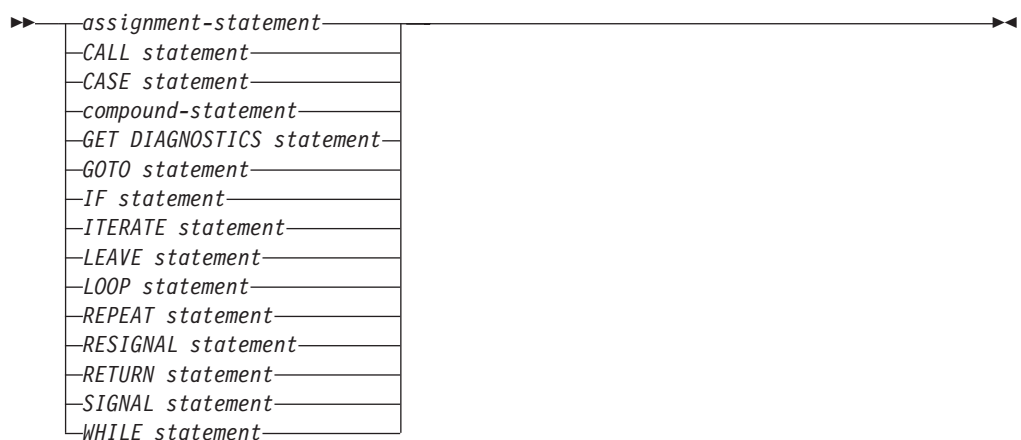 assignment-statement
CALL statement
CASE statement
compound-statement
GET DIAGNOSTICS statement
GOTO statement
IF statement
ITERATE statement
LEAVE statement
LOOP statement
REPEAT statement
RESIGNAL statement
RETURN statement
SIGNAL statement
WHILE statement